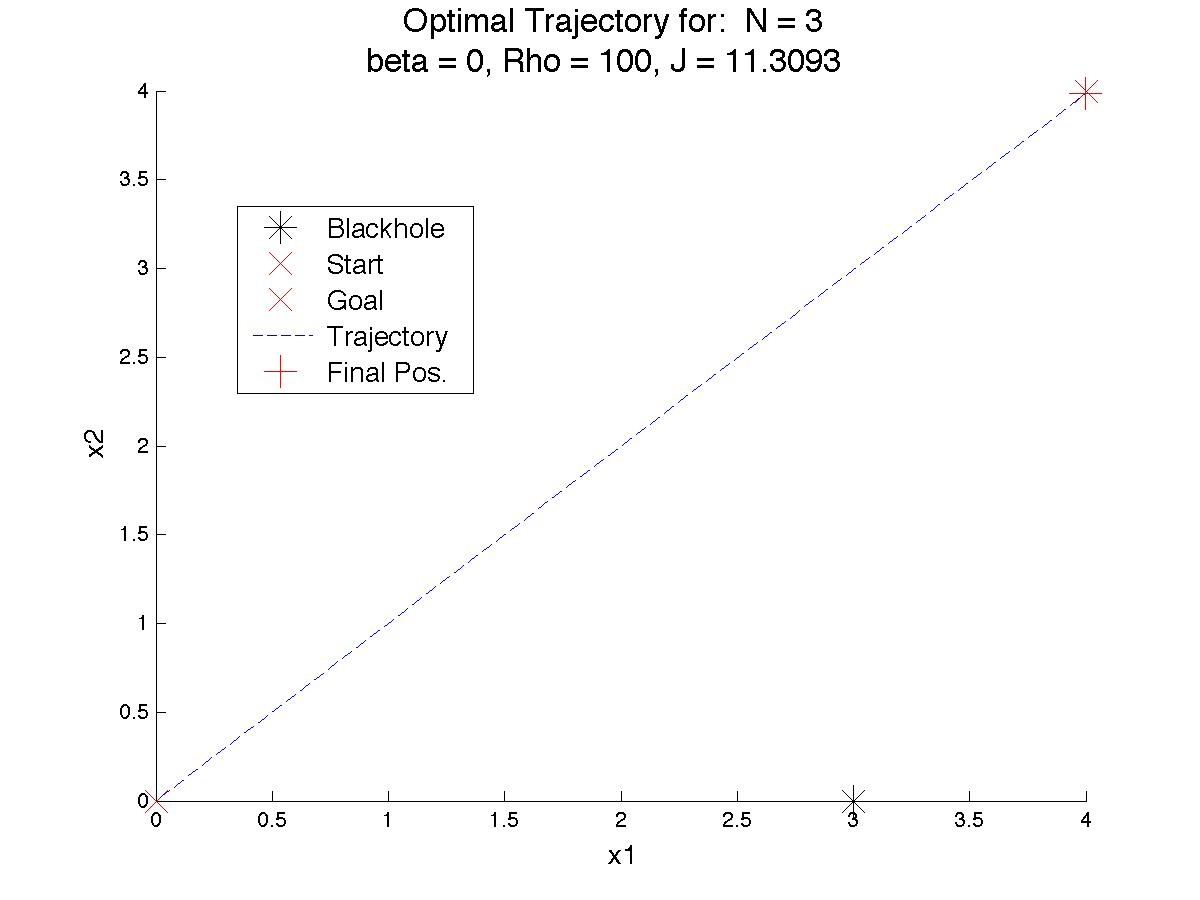 Optimal Trajectory for:  N = 3
beta = 0, Rho = 100, J = 11.3093
4
3.5
3
2.5
2
1.5
1
0.5
0
x2
Blackhole
Start
Goal
Trajectory
Final Pos.
0 0.5 1 1.5 2 2.5 3 3.5 4
x1